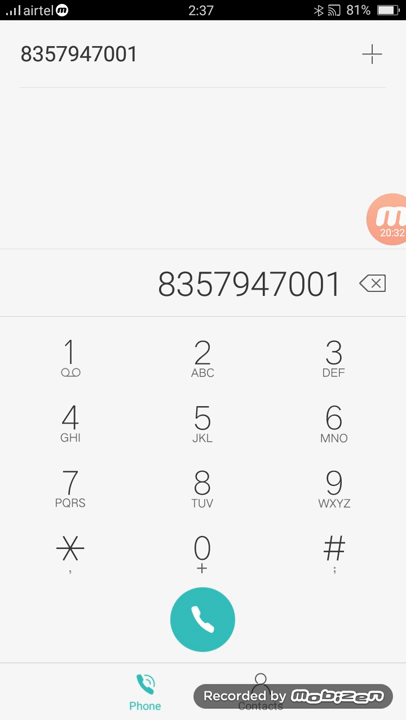 airtel m 2:37 81%
8357947001
m
20:32
8357947001
1 2 3
ABC DEF
4 5 6
GHI JKL MNO
7 8 9
PQRS TUV WXYZ
* 0 #
, + ;
Phone Contacts
Recorded by mobizen